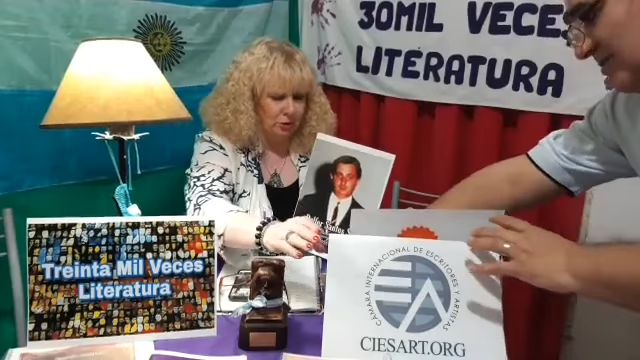 30MIL VECES
LITERATURA
Treinta Mil Veces
Literatura
CÁMARA INTERNACIONAL DE ESCRITORES Y ARTISTAS
CIESART.ORG